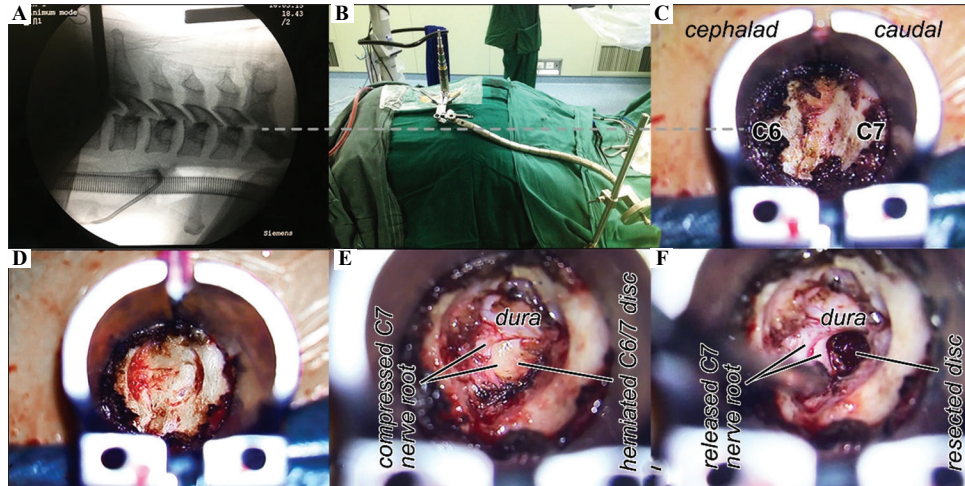 A
nimum mode
18.43
/2
Siemens
B
C
cephalad
caudal
C6
C7
D
E
dura
compressed C7
nerve root
herniated C6/7 disc
F
dura
released C7
nerve root
resected disc